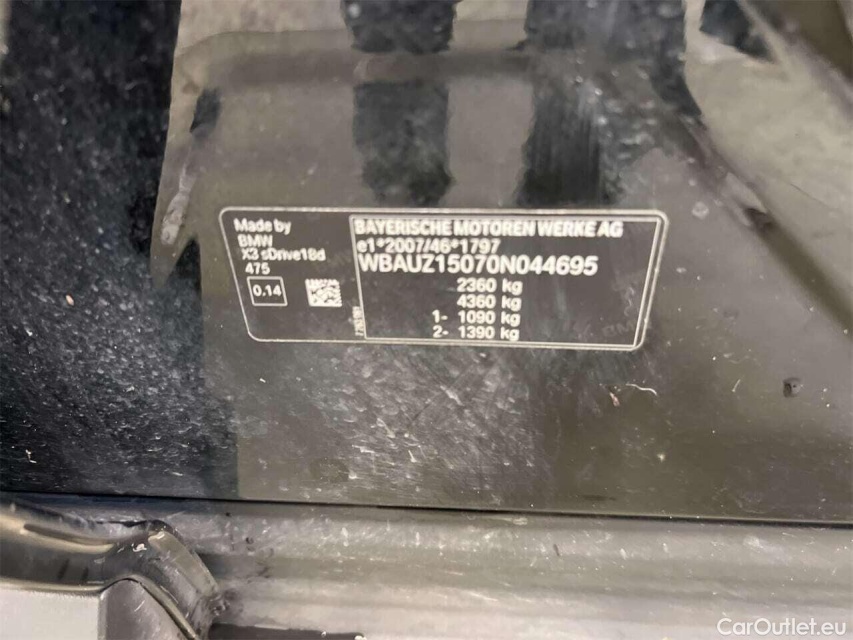 Made by
BMW
X3 sDrive18d
475
0.14
BAYERISCHE MOTOREN WERKE AG
e1*2007/46*1797
WBAUZ15070N044695
2360 kg
4360 kg
1- 1090 kg
2- 1390 kg
CarOutlet.eu